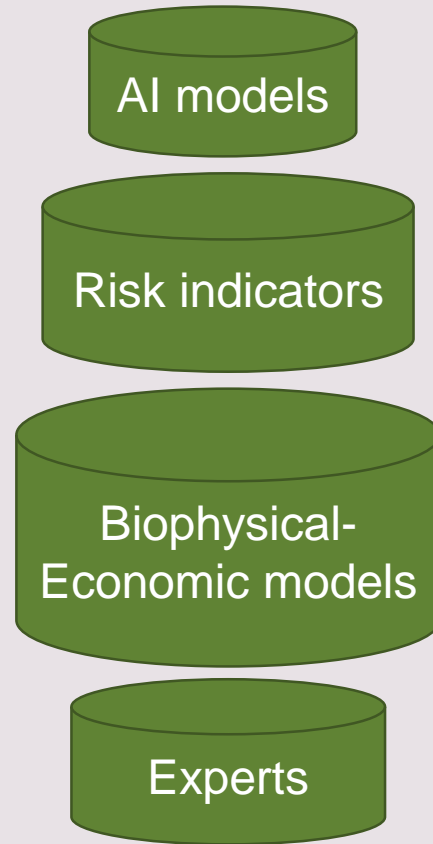 AI models
Risk indicators
Biophysical-
Economic models
Experts